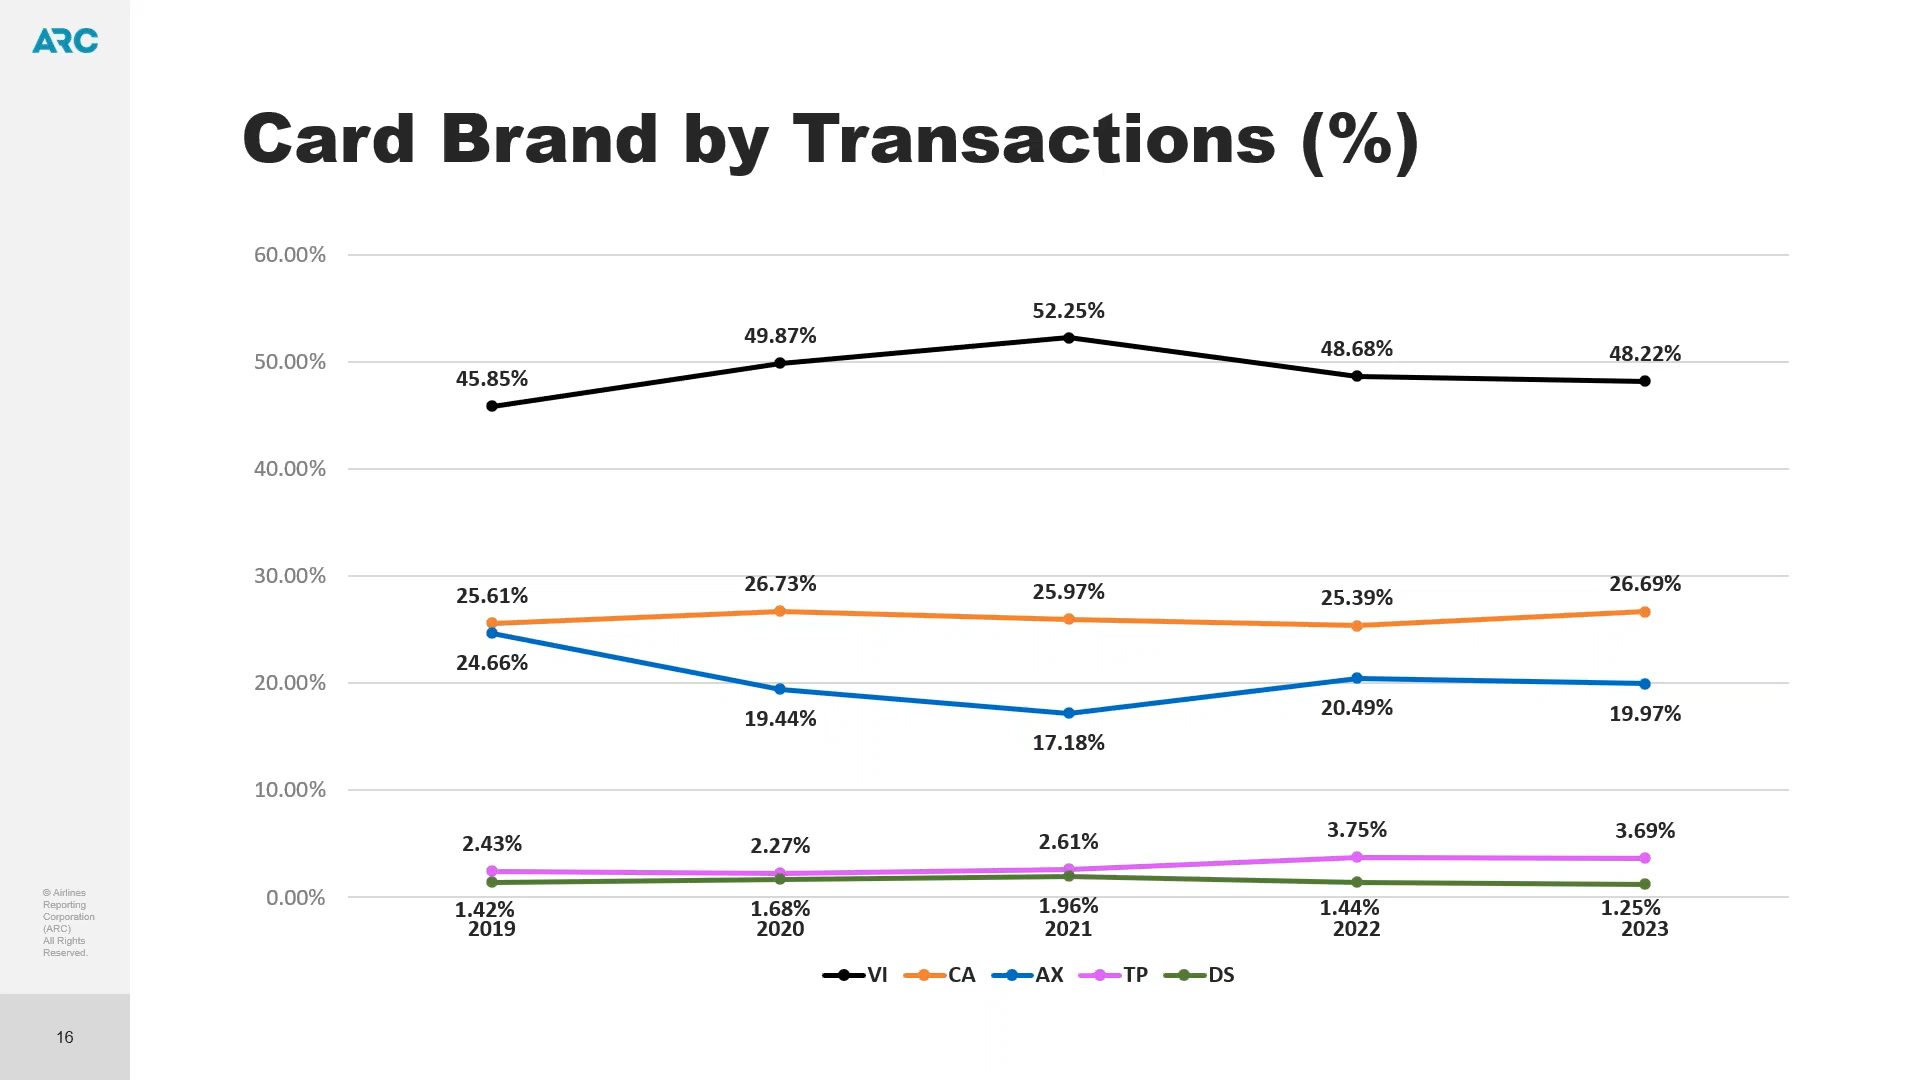 ARC
Card Brand by Transactions (%)
60.00%
50.00%
40.00%
30.00%
20.00%
10.00%
0.00%
45.85%
49.87%
52.25%
48.68%
48.22%
25.61%
26.73%
25.97%
25.39%
26.69%
24.66%
19.44%
17.18%
20.49%
19.97%
2.43%
2.27%
2.61%
3.75%
3.69%
1.42%
1.68%
1.96%
1.44%
1.25%
2019
2020
2021
2022
2023
VI
CA
AX
TP
DS
© Airlines
Reporting
Corporation
(ARC)
All Rights
Reserved.
16